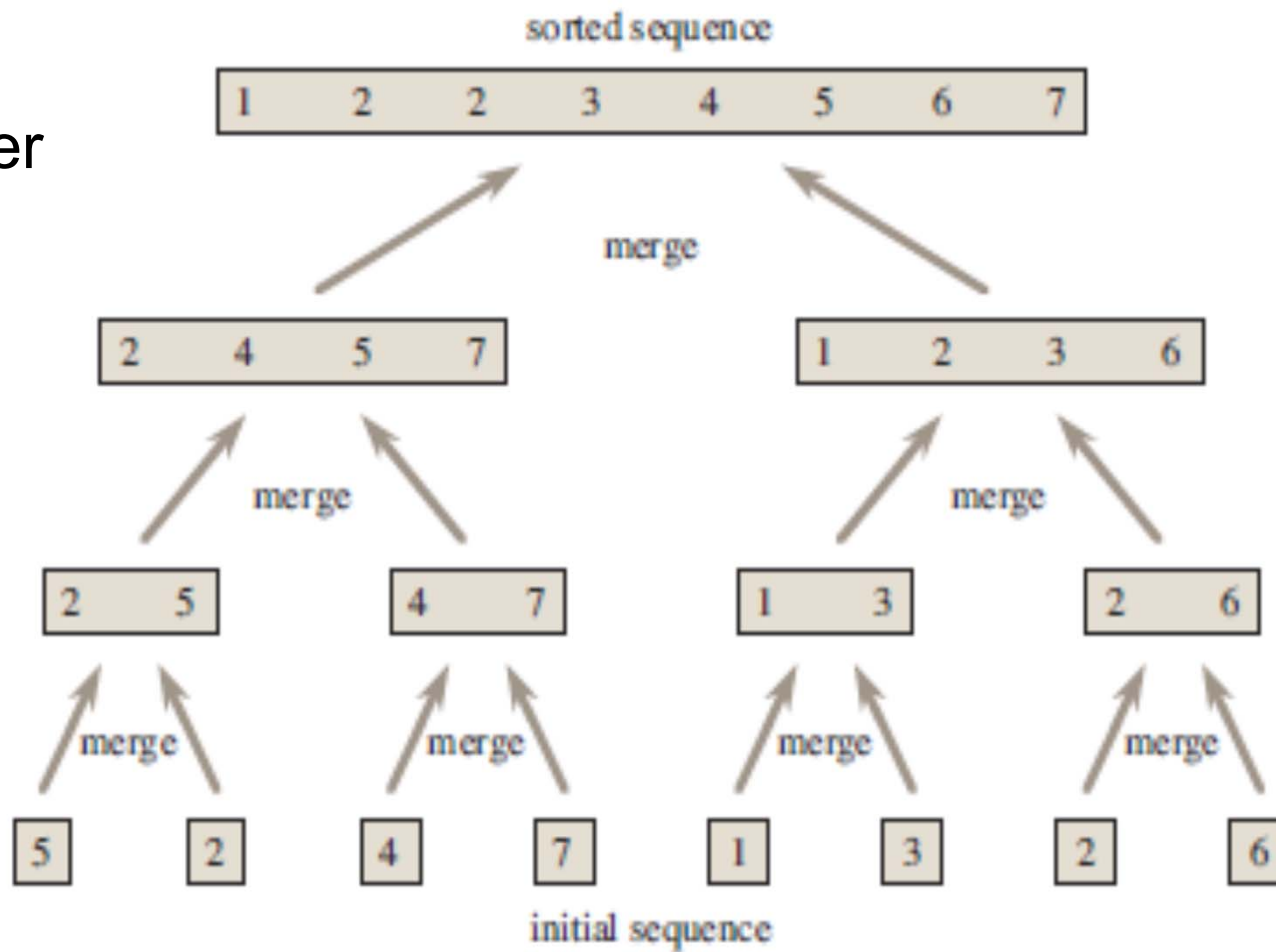 sorted sequence
1 2 2 3 4 5 6 7
er
merge
2 4 5 7 1 2 3 6
merge merge
2 5 4 7 1 3 2 6
merge merge merge merge
5 2 4 7 1 3 2 6
initial sequence